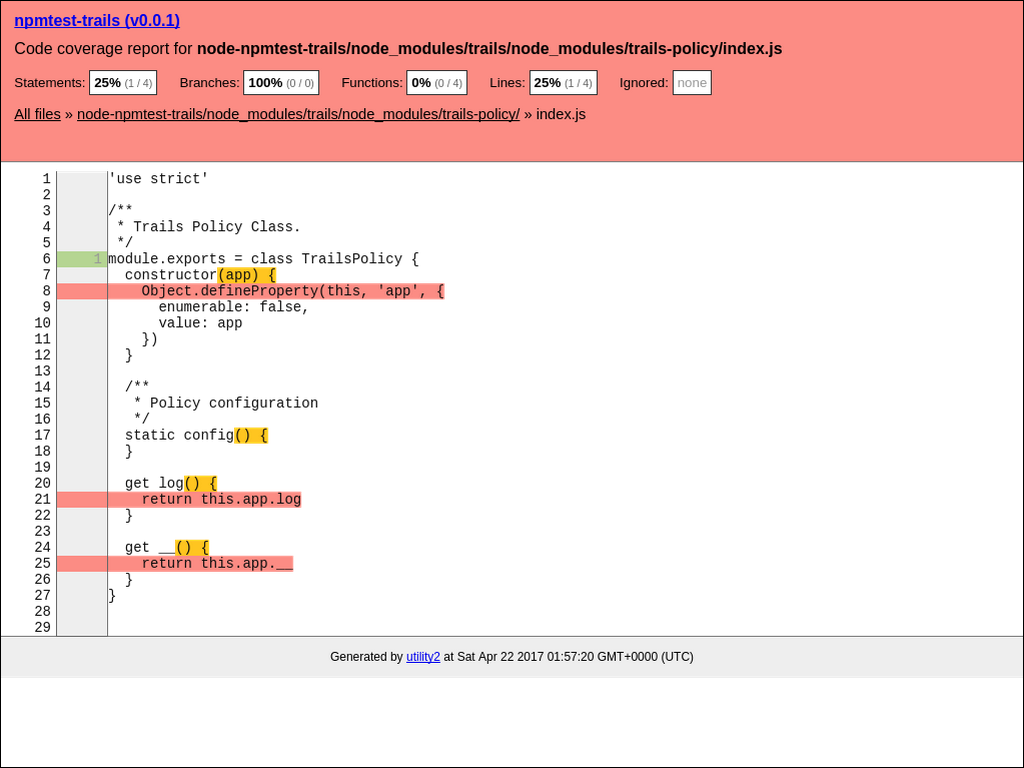 npmtest-trails (v0.0.1)
Code coverage report for node-npmtest-trails/node_modules/trails/node_modules/trails-policy/index.js
Statements: 25% (1 / 4) Branches: 100% (0 / 0) Functions: 0% (0 / 4) Lines: 25% (1 / 4) Ignored: none
All files » node-npmtest-trails/node_modules/trails/node_modules/trails-policy/ » index.js
1 'use strict'
2
3 /**
4  * Trails Policy Class.
5  */
6 1 module.exports = class TrailsPolicy {
7   constructor(app) {
8     Object.defineProperty(this, 'app', {
9       enumerable: false,
10       value: app
11     })
12   }
13
14   /**
15    * Policy configuration
16    */
17   static config() {
18   }
19
20   get log() {
21     return this.app.log
22   }
23
24   get __() {
25     return this.app.__
26   }
27 }
28
29
Generated by utility2 at Sat Apr 22 2017 01:57:20 GMT+0000 (UTC)